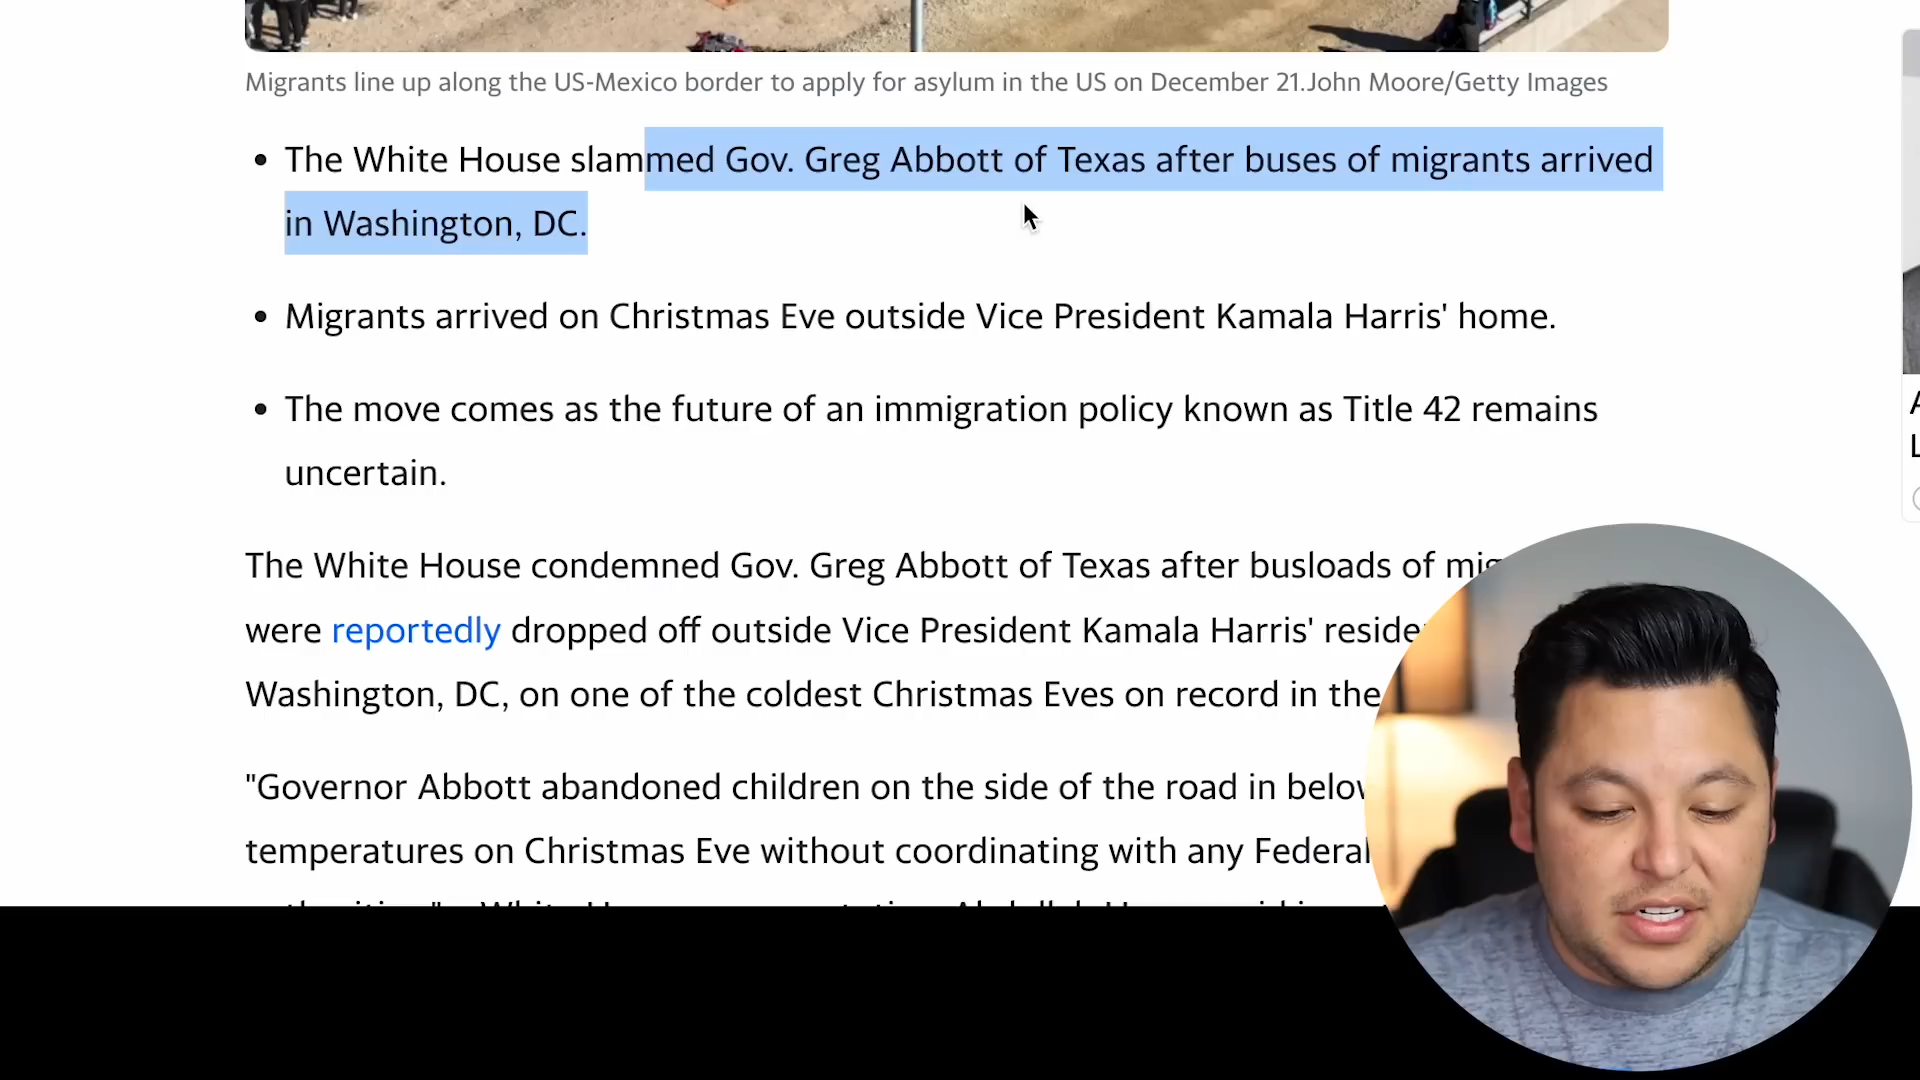 Migrants line up along the US-Mexico border to apply for asylum in the US on December 21.John Moore/Getty Images
• The White House slammed Gov. Greg Abbott of Texas after buses of migrants arrived
in Washington, DC.
• Migrants arrived on Christmas Eve outside Vice President Kamala Harris' home.
• The move comes as the future of an immigration policy known as Title 42 remains
uncertain.
The White House condemned Gov. Greg Abbott of Texas after busloads of mig
were reportedly dropped off outside Vice President Kamala Harris' reside
Washington, DC, on one of the coldest Christmas Eves on record in the
"Governor Abbott abandoned children on the side of the road in below
temperatures on Christmas Eve without coordinating with any Federal